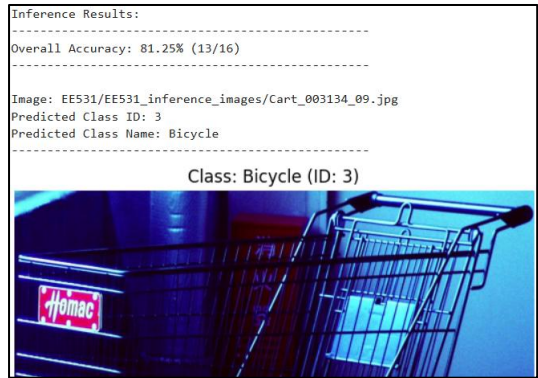 Inference Results:
--------------------------------------------------
Overall Accuracy: 81.25% (13/16)
--------------------------------------------------
Image: EE531/EE531_inference_images/Cart_003134_09.jpg
Predicted Class ID: 3
Predicted Class Name: Bicycle
--------------------------------------------------
Class: Bicycle (ID: 3)
Homac